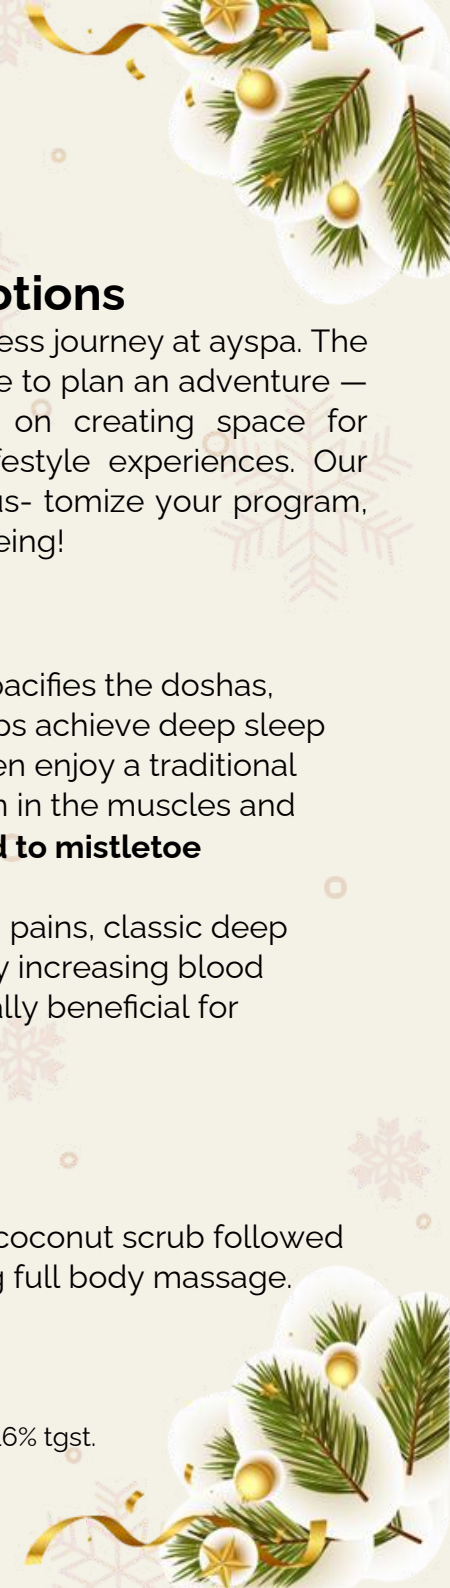 otions
ess journey at ayspa. The
e to plan an adventure —
on creating space for
festyle experiences. Our
us- tomize your program,
eing!
pacifies the doshas,
ps achieve deep sleep
en enjoy a traditional
n in the muscles and
d to mistletoe
pains, classic deep
y increasing blood
ally beneficial for
coconut scrub followed
g full body massage.
16% tgst.